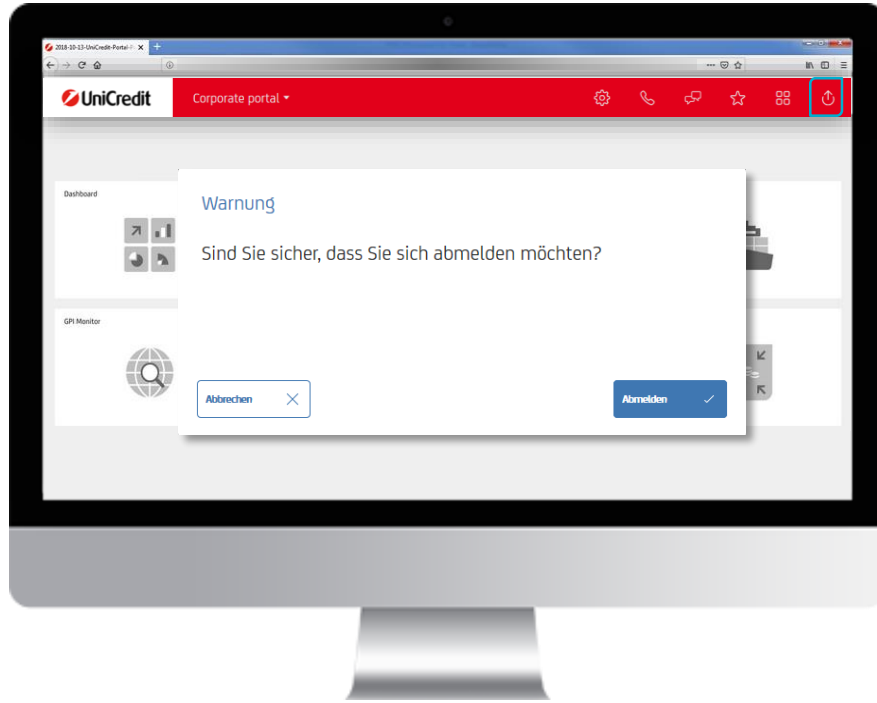 2018-10-13-UniCredit-Portal-P
UniCredit
Corporate portal
Dashboard
Warnung
Sind Sie sicher, dass Sie sich abmelden möchten?
GPI Monitor
Abbrechen
Abmelden